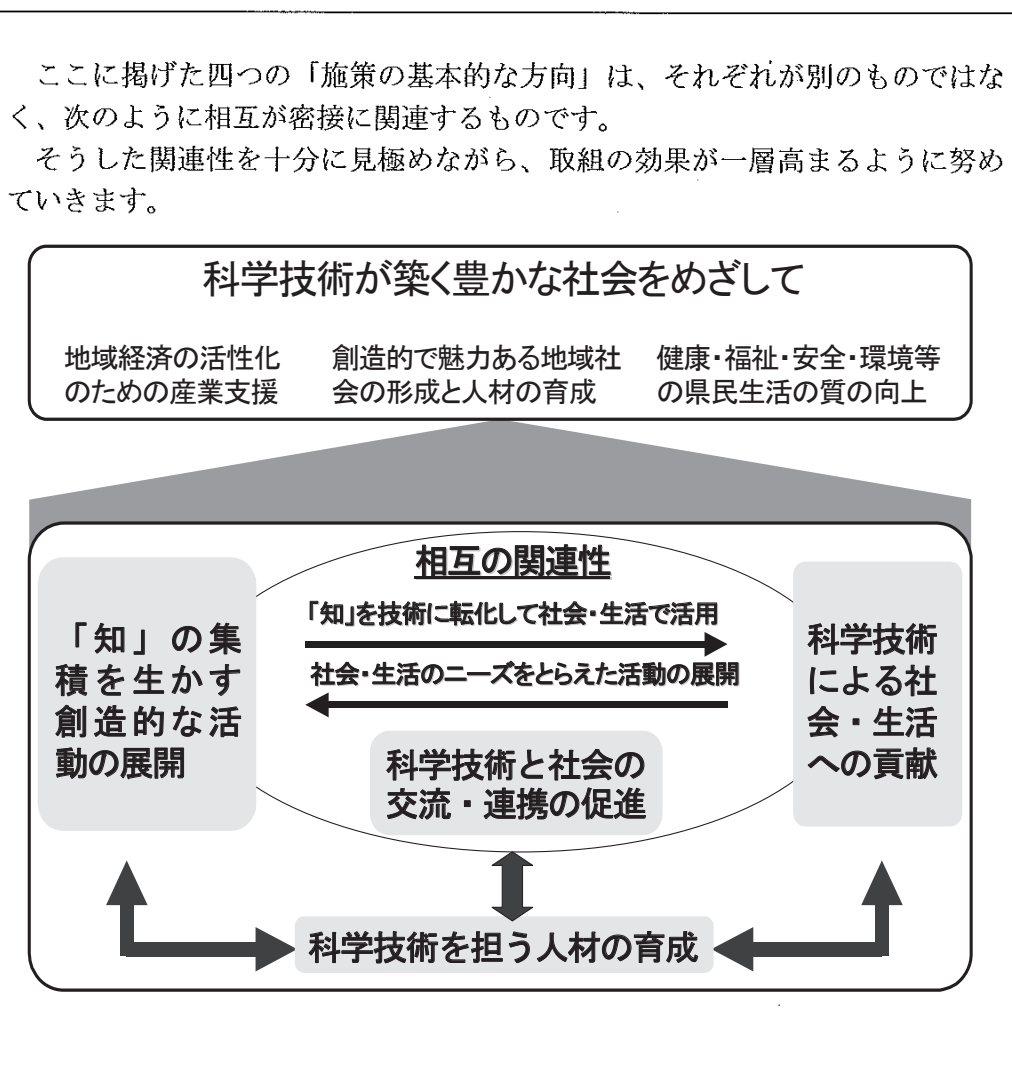 ここに掲げた四つの「施策の基本的な方向」は、それぞれが別のものではな
く、次のように相互が密接に関連するものです。
そうした関連性を十分に見極めながら、取組の効果が一層高まるように努め
ていきます。
科学技術が築く豊かな社会をめざして
地域経済の活性化
のための産業支援
創造的で魅力ある地域社
会の形成と人材の育成
健康・福祉・安全・環境等
の県民生活の質の向上
相互の関連性
「知」を技術に転化して社会・生活で活用
社会・生活のニーズをとらえた活動の展開
「知」の集
積を生かす
創造的な活
動の展開
科学技術と社会の
交流・連携の促進
科学技術
による社
会・生活
への貢献
科学技術を担う人材の育成